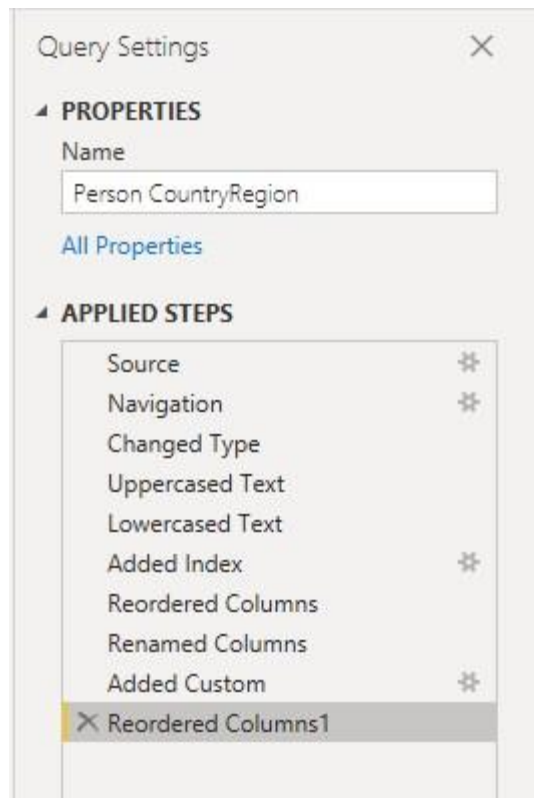 Query Settings
PROPERTIES
Name
Person CountryRegion
All Properties
APPLIED STEPS
Source
Navigation
Changed Type
Uppercased Text
Lowercased Text
Added Index
Reordered Columns
Renamed Columns
Added Custom
Reordered Columns1